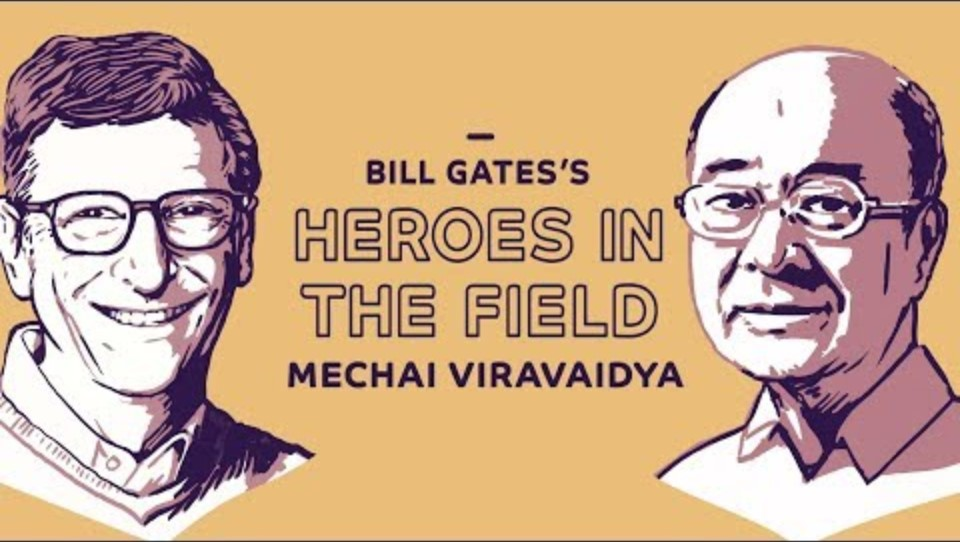 BILL GATES'S
HEROES IN
THE FIELD
MECHAI VIRAVAIDYA